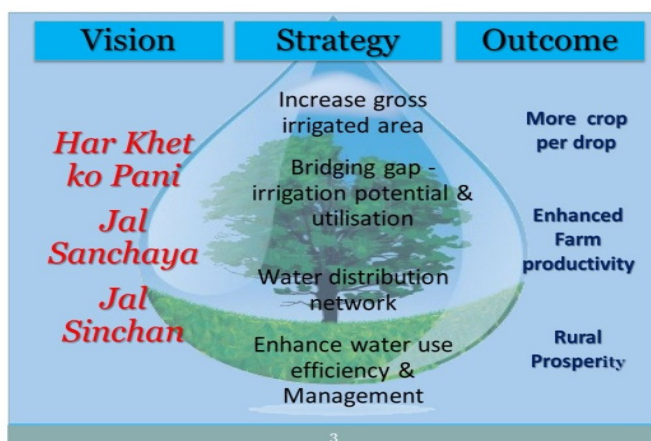 Vision
Strategy
Outcome
Har Khet
ko Pani
Jal
Sanchaya
Jal
Sinchan
Increase gross
irrigated area
Bridging gap -
irrigation potential &
utilisation
Water distribution
network
Enhance water use
efficiency &
Management
More crop
per drop
Enhanced
Farm
productivity
Rural
Prosperity
3